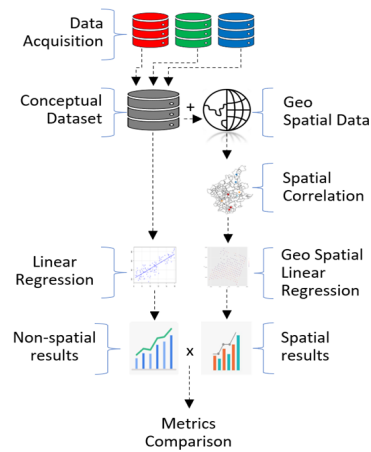 Data
Acquisition
Conceptual
Dataset
+
Geo
Spatial Data
Spatial
Correlation
Linear
Regression
Geo Spatial
Linear
Regression
Non-spatial
results
x
Spatial
results
Metrics
Comparison